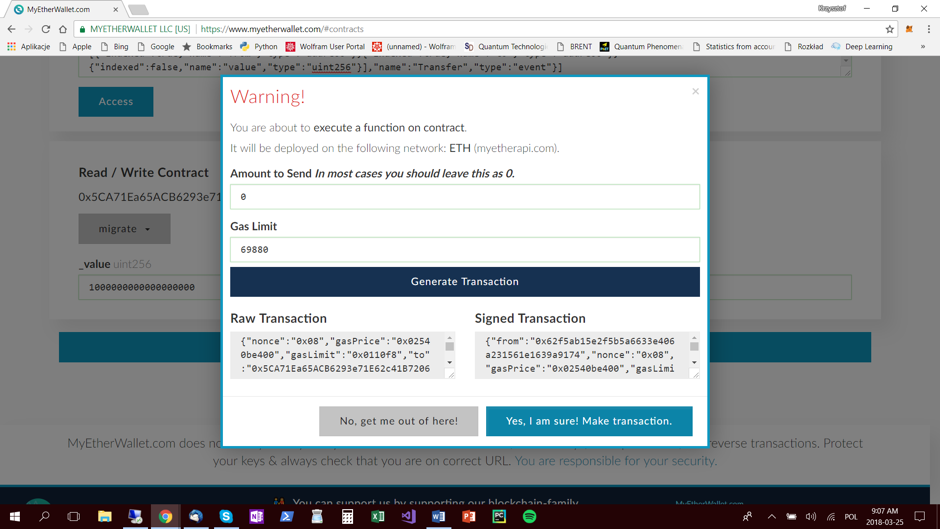 MyEtherWallet.com
Krzysztof
MYETHERWALLET LLC [US] | https://www.myetherwallet.com/#contracts
Aplikacje Apple Bing Google Bookmarks Python Wolfram User Portal (unnamed) - Wolfram Quantum Technologi BRENT Quantum Phenomen Statistics from accou Rozkład Deep Learning »
{"indexed":false,"name":"value","type":"uint256"}],"name":"Transfer","type":"event"}]
Access
Warning!
You are about to execute a function on contract.
It will be deployed on the following network: ETH (myetherapi.com).
Amount to Send In most cases you should leave this as 0.
0
Gas Limit
69880
Generate Transaction
Raw Transaction
{"nonce":"0x08","gasPrice":"0x0254
0be400","gasLimit":"0x0110f8","to"
:"0x5CA71Ea65ACB6293e71E62c41B7206
Signed Transaction
{"from":"0x62f5ab15e2f5b5a6633e406
a231561e1639a9174","nonce":"0x08",
"gasPrice":"0x02540be400","gasLimi
No, get me out of here!
Yes, I am sure! Make transaction.
Read / Write Contract
0x5CA71Ea65ACB6293e71
migrate
_value uint256
1000000000000000000
MyEtherWallet.com does no
reverse transactions. Protect
your keys & always check that you are on correct URL. You are responsible for your security.
You can support us by supporting our blockchain-family.
MyEtherWallet.com
POL
9:07 AM
2018-03-25